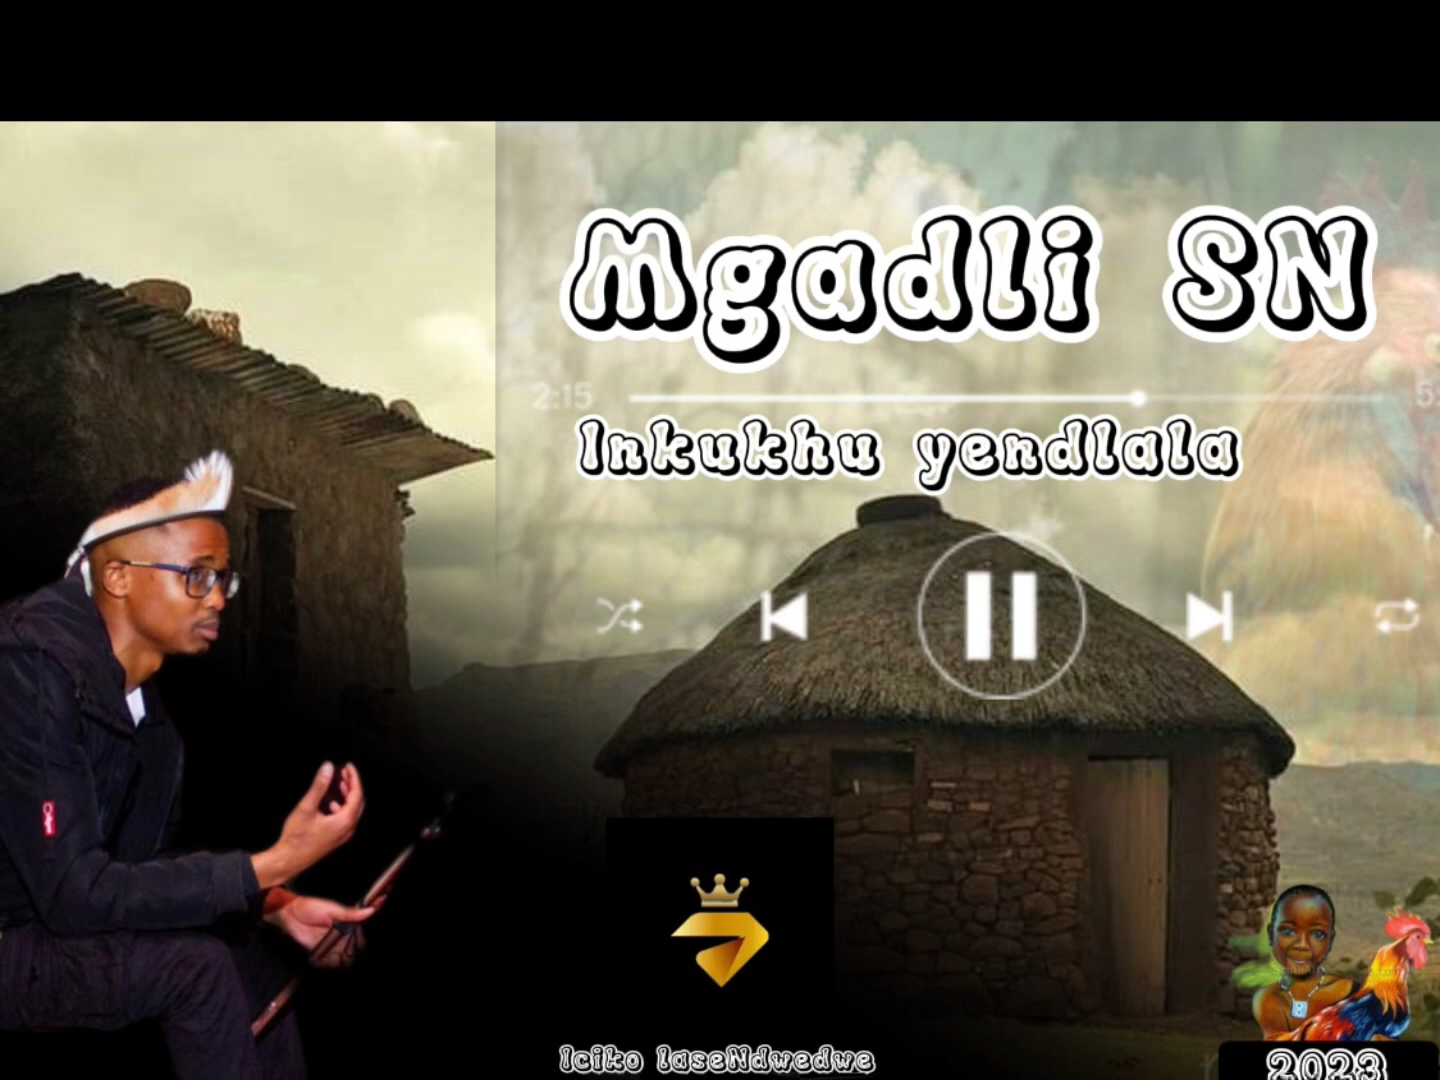 Mgadli SN
2:15
Inkukhu yendlala
Iciko laseNdwedwe
2023